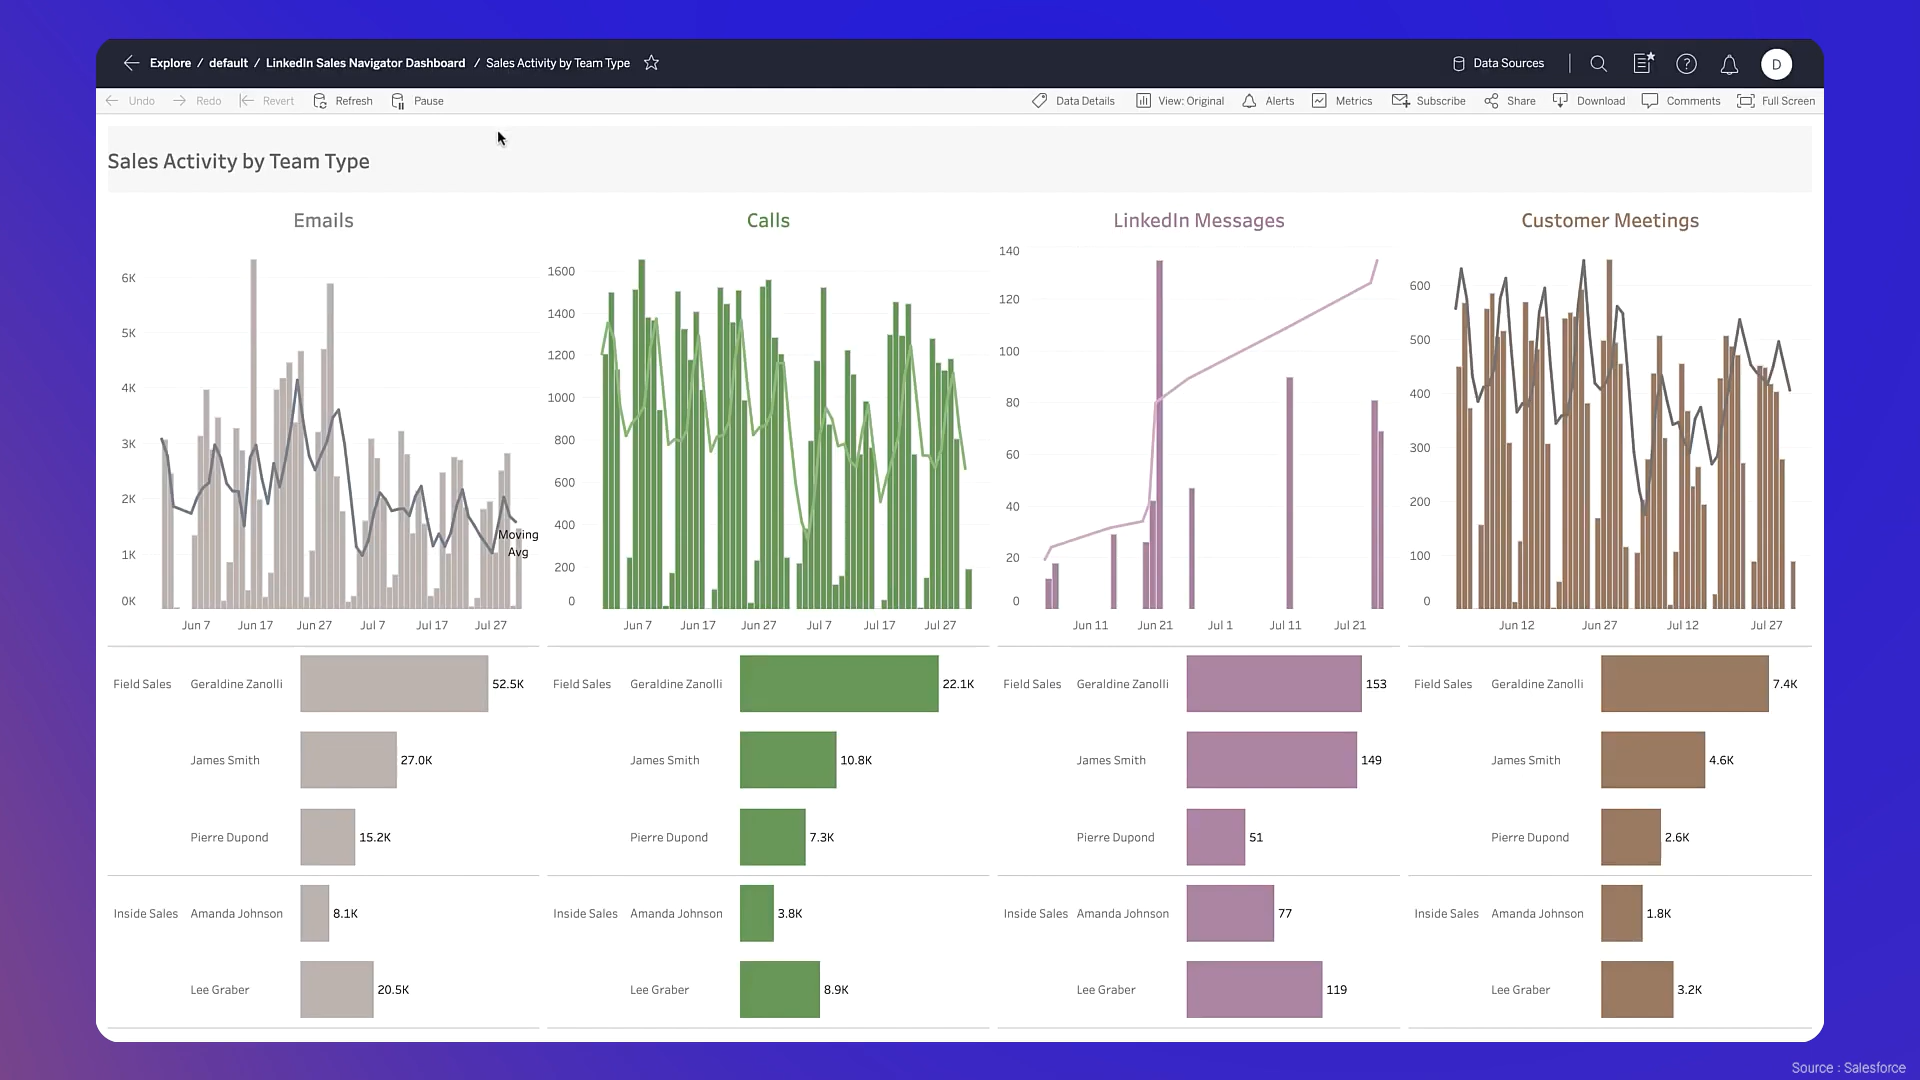 Explore / default / LinkedIn Sales Navigator Dashboard / Sales Activity by Team Type
Data Sources
D
Undo Redo Revert Refresh Pause
Data Details View: Original Alerts Metrics Subscribe Share Download Comments Full Screen
Sales Activity by Team Type
Emails
6K
5K
4K
3K
2K
1K
0K
Moving
Avg
Jun 7 Jun 17 Jun 27 Jul 7 Jul 17 Jul 27
Calls
1600
1400
1200
1000
800
600
400
200
0
Jun 7 Jun 17 Jun 27 Jul 7 Jul 17 Jul 27
LinkedIn Messages
140
120
100
80
60
40
20
0
Jun 11 Jun 21 Jul 1 Jul 11 Jul 21
Customer Meetings
600
500
400
300
200
100
0
Jun 12 Jun 27 Jul 12 Jul 27
Field Sales Geraldine Zanolli 52.5K
James Smith 27.0K
Pierre Dupond 15.2K
Inside Sales Amanda Johnson 8.1K
Lee Graber 20.5K
Field Sales Geraldine Zanolli 22.1K
James Smith 10.8K
Pierre Dupond 7.3K
Inside Sales Amanda Johnson 3.8K
Lee Graber 8.9K
Field Sales Geraldine Zanolli 153
James Smith 149
Pierre Dupond 51
Inside Sales Amanda Johnson 77
Lee Graber 119
Field Sales Geraldine Zanolli 7.4K
James Smith 4.6K
Pierre Dupond 2.6K
Inside Sales Amanda Johnson 1.8K
Lee Graber 3.2K
Source : Salesforce